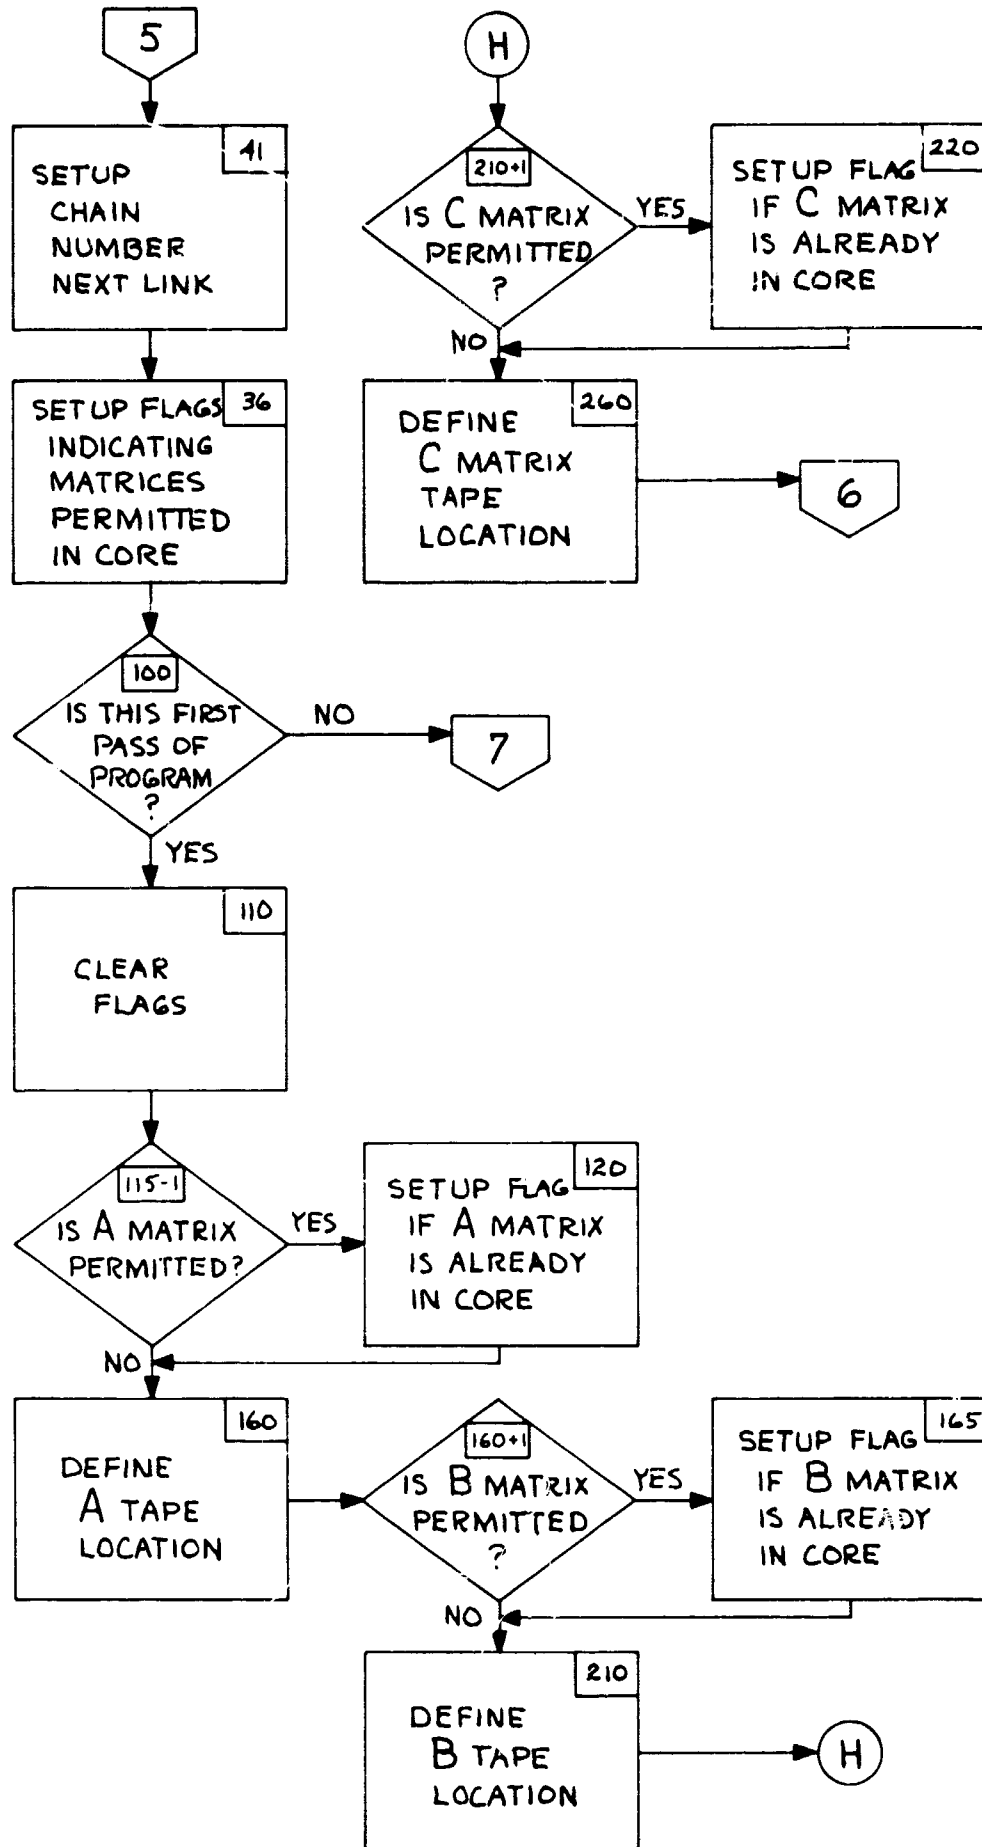 5
41
SETUP
CHAIN
NUMBER
NEXT LINK
36
SETUP FLAGS
INDICATING
MATRICES
PERMITTED
IN CORE
100
IS THIS FIRST
PASS OF
PROGRAM
?
NO
7
YES
110
CLEAR
FLAGS
115-1
IS A MATRIX
PERMITTED?
YES
120
SETUP FLAG
IF A MATRIX
IS ALREADY
IN CORE
NO
160
DEFINE
A TAPE
LOCATION
160+1
IS B MATRIX
PERMITTED
?
YES
165
SETUP FLAG
IF B MATRIX
IS ALREADY
IN CORE
NO
210
DEFINE
B TAPE
LOCATION
H
H
210+1
IS C MATRIX
PERMITTED
?
YES
220
SETUP FLAG
IF C MATRIX
IS ALREADY
IN CORE
NO
260
DEFINE
C MATRIX
TAPE
LOCATION
6